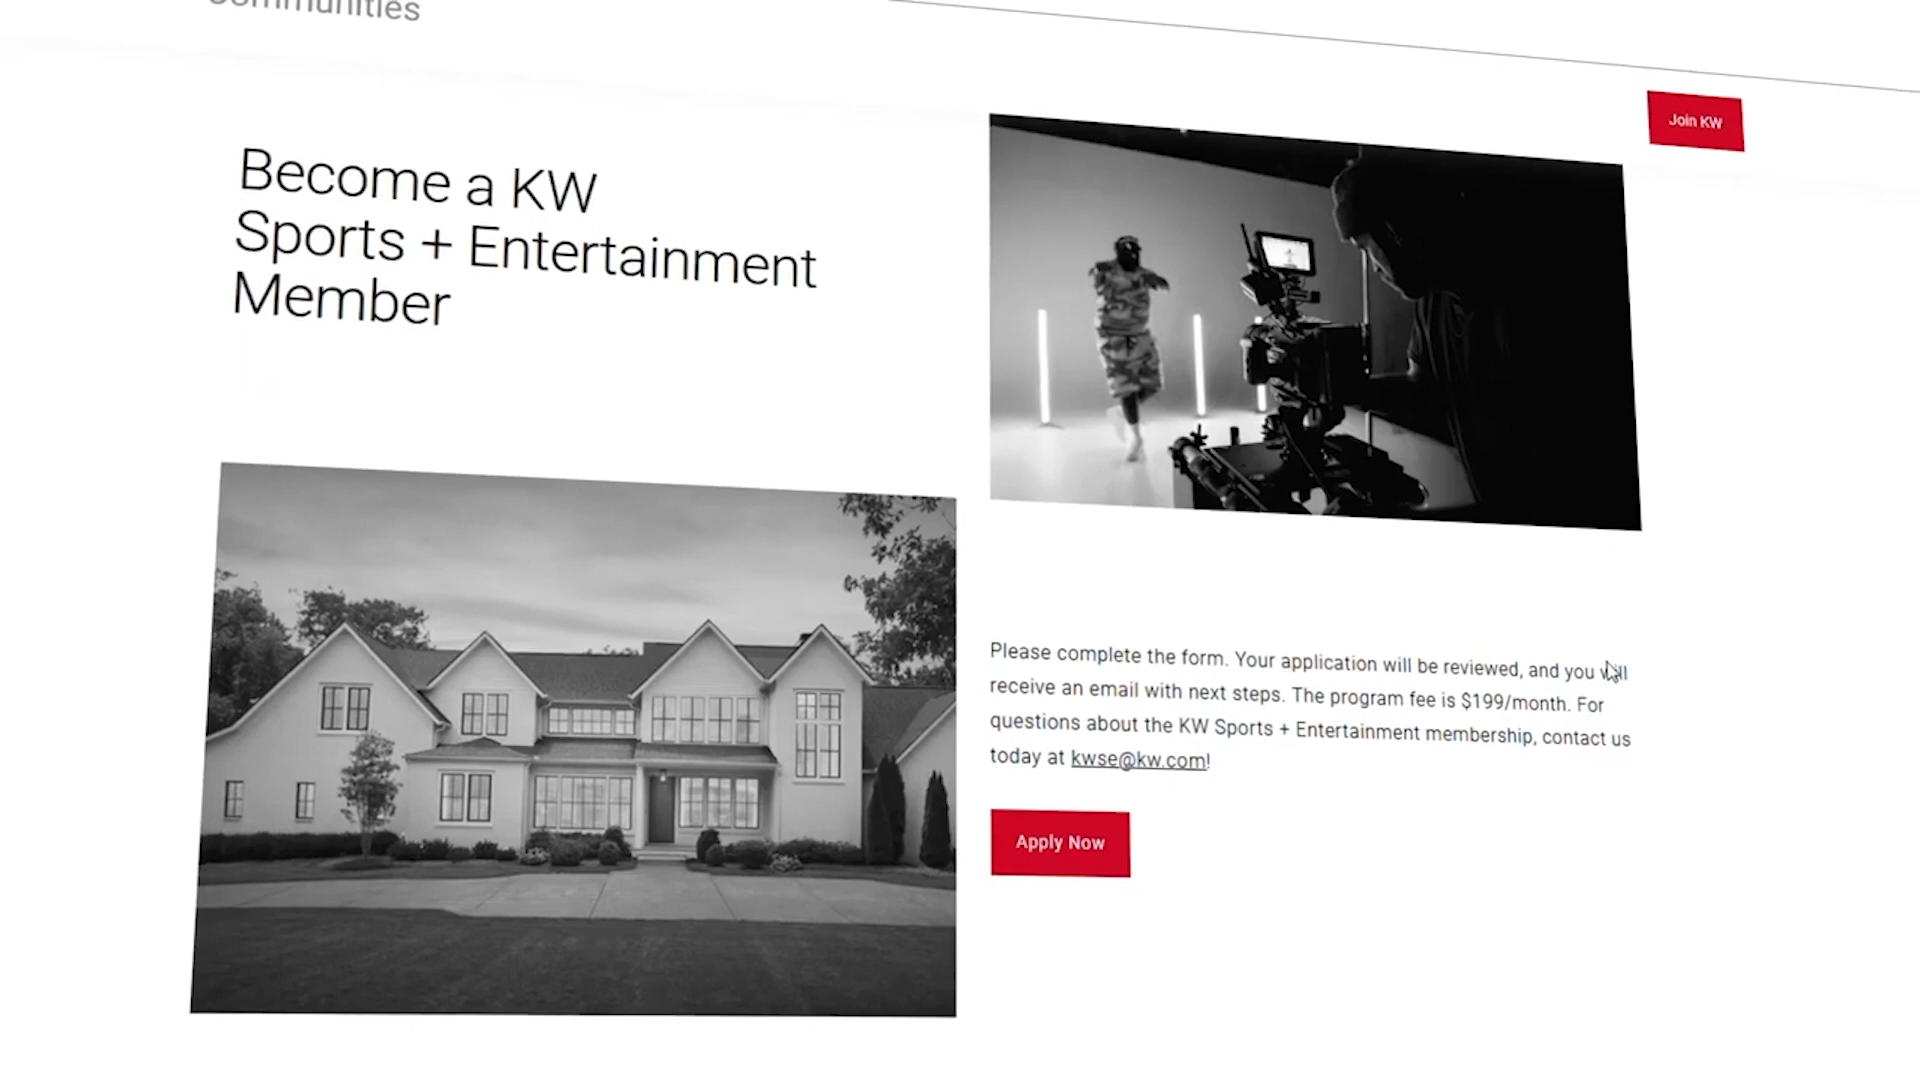 Communities
Join KW
Become a KW
Sports + Entertainment
Member
Please complete the form. Your application will be reviewed, and you will
receive an email with next steps. The program fee is $199/month. For
questions about the KW Sports + Entertainment membership, contact us
today at kwse@kw.com!
Apply Now